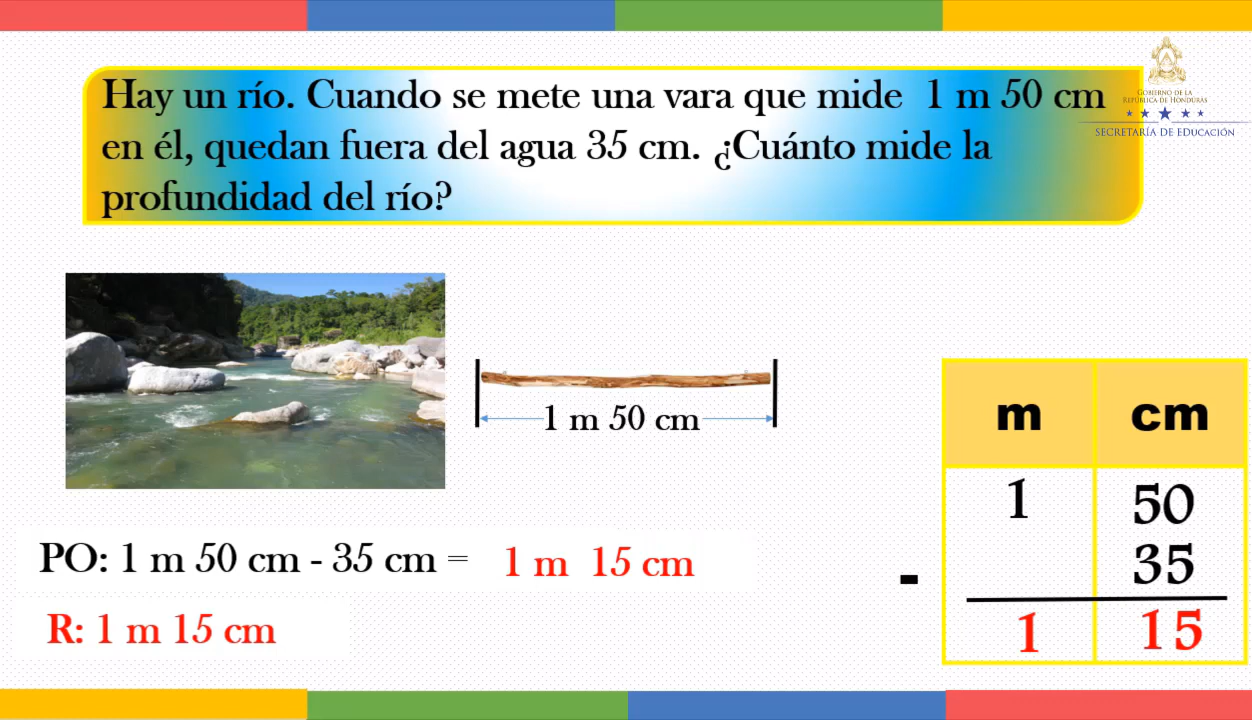 Hay un río. Cuando se mete una vara que mide 1 m 50 cm
en él, quedan fuera del agua 35 cm. ¿Cuánto mide la
profundidad del río?
GOBIERNO DE LA
REPÚBLICA DE HONDURAS
SECRETARÍA DE EDUCACIÓN
1 m 50 cm
m cm
1 50
- 35
1 15
PO: 1 m 50 cm - 35 cm = 1 m 15 cm
R: 1 m 15 cm